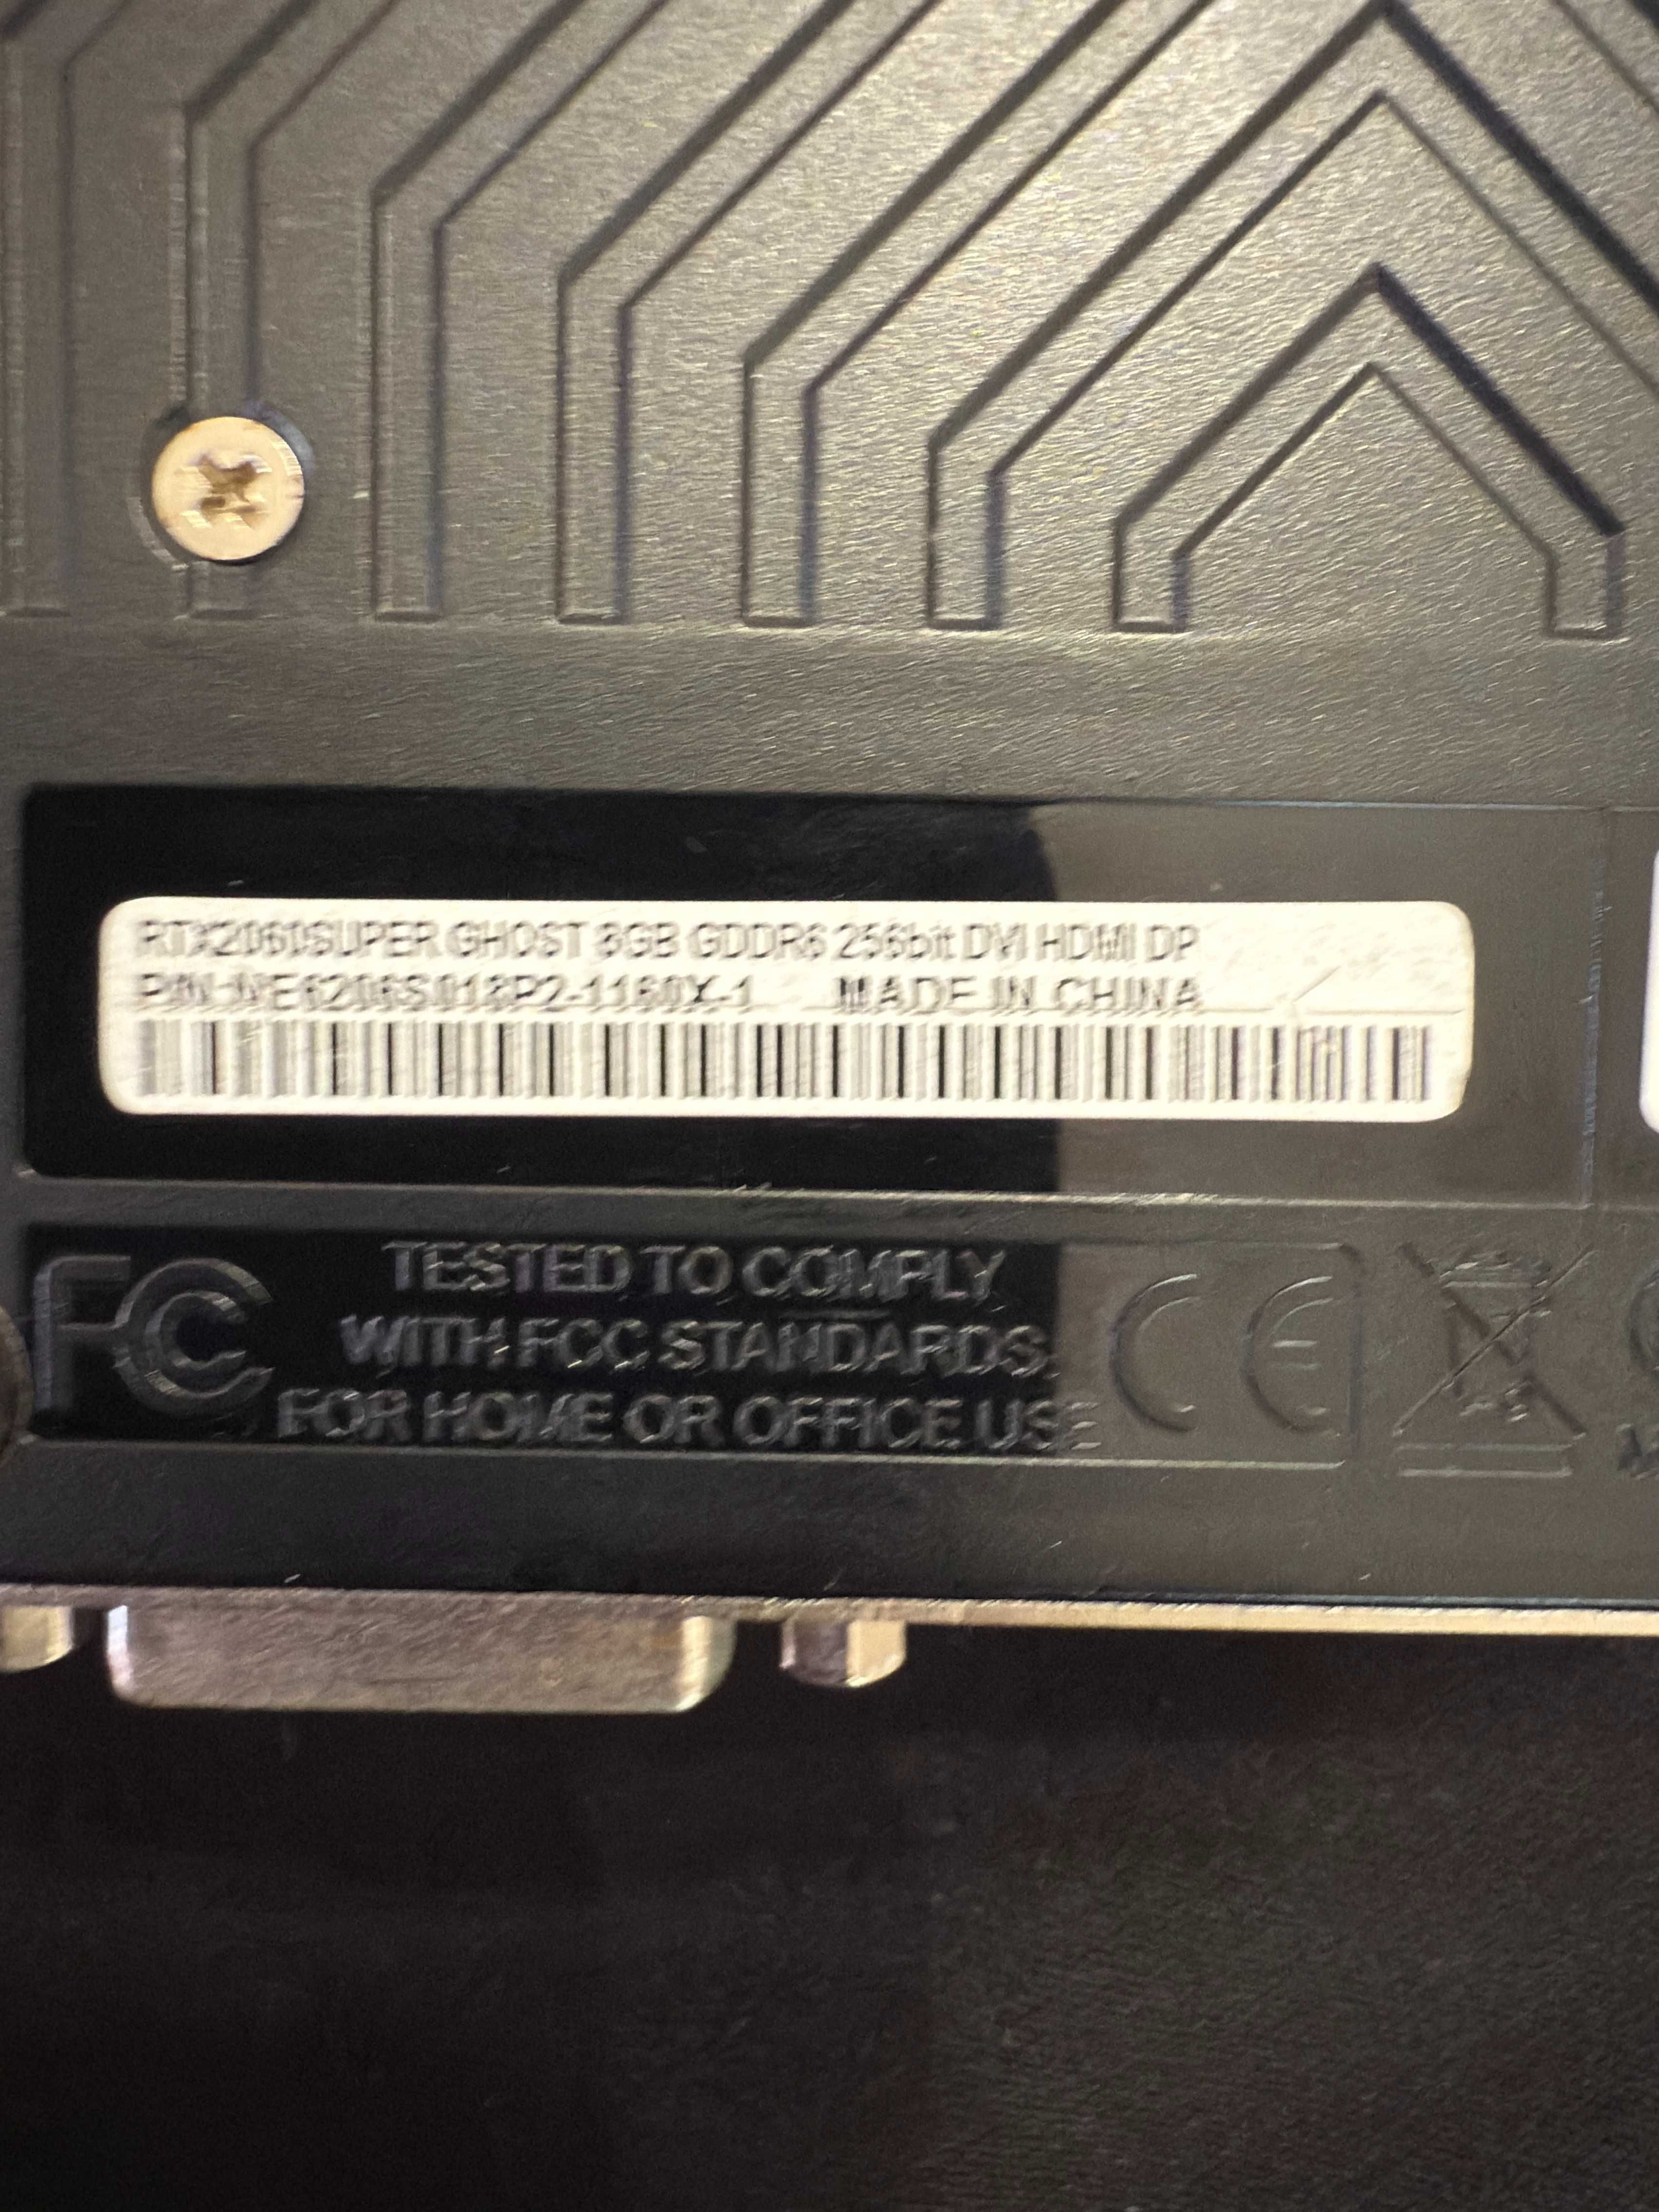 RTX2060SUPER GHOST 8GB GDDR6 256bit DVI HDMI DP
P/N:NE6206S018P2-1160X-1 MADE IN CHINA
FC TESTED TO COMPLY
WITH FCC STANDARDS
FOR HOME OR OFFICE USE
CE